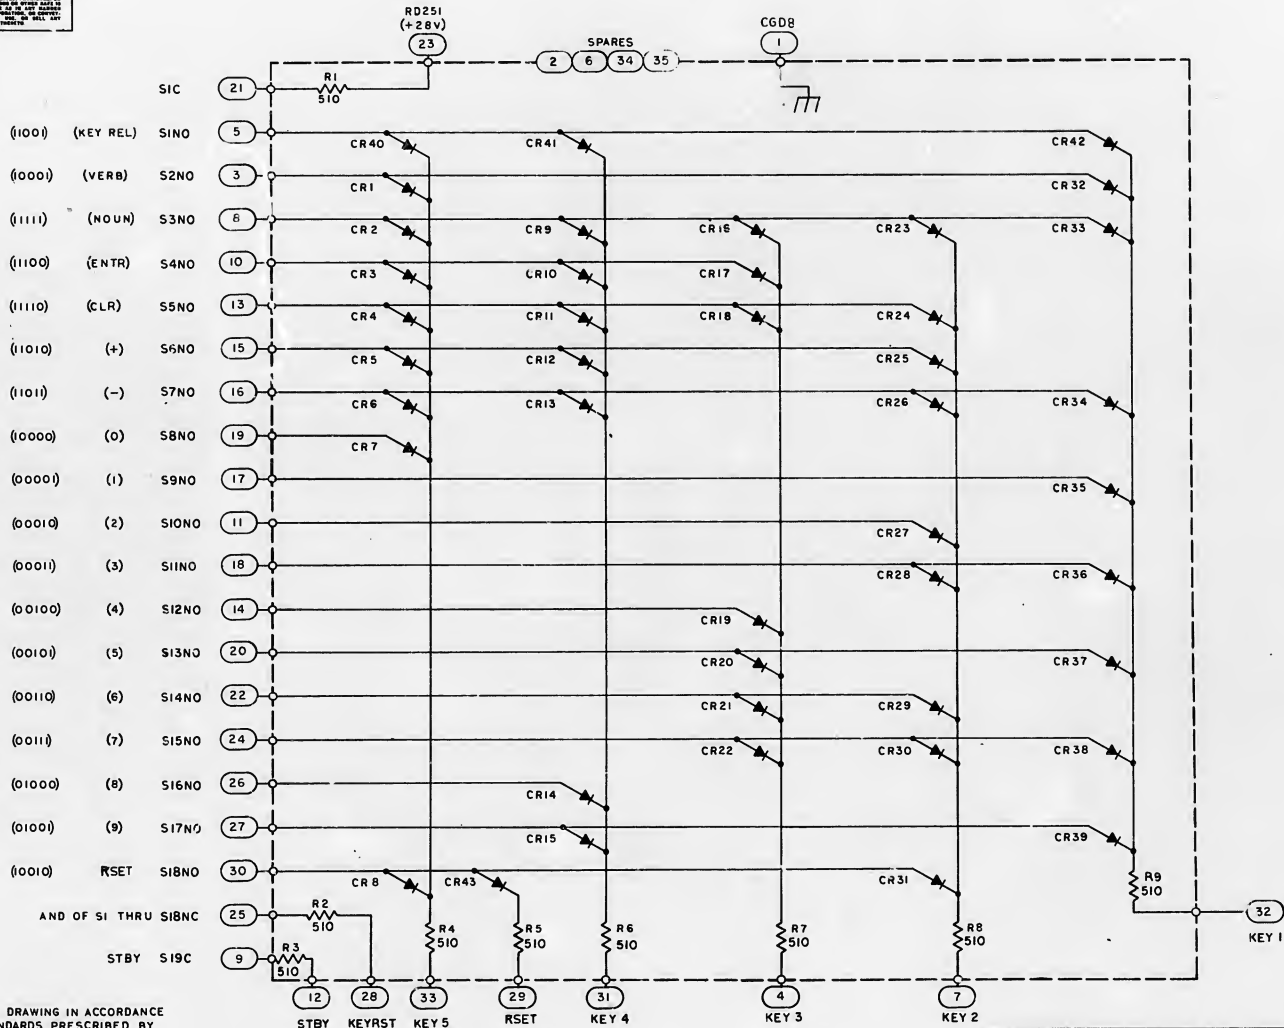 RD251
(+28V)
23
CGD8
1
SPARES
2 6 34 35
SIC 21 R1 510
(11001) (KEY REL) S1NO 5 CR40 CR41 CR42
(10001) (VERB) S2NO 3 CR1 CR32
(11111) (NOUN) S3NO 8 CR2 CR9 CR16 CR23 CR33
(11100) (ENTR) S4NO 10 CR3 CR10 CR17
(11110) (CLR) S5NO 13 CR4 CR11 CR18 CR24
(11010) (+) S6NO 15 CR5 CR12 CR25
(11011) (-) S7NO 16 CR6 CR13 CR26 CR34
(10000) (0) S8NO 19 CR7
(00001) (1) S9NO 17 CR35
(00010) (2) S10NO 11 CR27
(00011) (3) S11NO 18 CR28 CR36
(00100) (4) S12NO 14 CR19
(00101) (5) S13NO 20 CR20 CR37
(00110) (6) S14NO 22 CR21 CR29
(00111) (7) S15NO 24 CR22 CR30 CR38
(01000) (8) S16NO 26 CR14
(01001) (9) S17NO 27 CR15 CR39
(10010) RSET S18NO 30 CR8 CR43 CR31 R9 510
AND OF S1 THRU S18NC 25 R2 510
32
KEY 1
R4 510 R5 510 R6 510 R7 510 R8 510
STBY S19C 9 R3 510
12 28 33 29 31 4 7
STBY KEYRST KEY 5 RSET KEY 4 KEY 3 KEY 2
DRAWING IN ACCORDANCE
PRESCRIBED BY